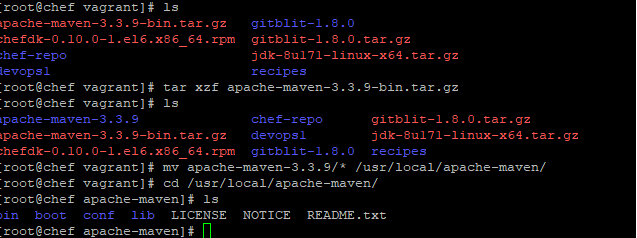 [root@chef vagrant]# ls
apache-maven-3.3.9-bin.tar.gz gitblit-1.8.0
chefdk-0.10.0-1.el6.x86_64.rpm gitblit-1.8.0.tar.gz
chef-repo jdk-8u171-linux-x64.tar.gz
devops1 recipes
[root@chef vagrant]# tar xzf apache-maven-3.3.9-bin.tar.gz
[root@chef vagrant]# ls
apache-maven-3.3.9 chef-repo gitblit-1.8.0.tar.gz
apache-maven-3.3.9-bin.tar.gz devops1 jdk-8u171-linux-x64.tar.gz
chefdk-0.10.0-1.el6.x86_64.rpm gitblit-1.8.0 recipes
[root@chef vagrant]# mv apache-maven-3.3.9/* /usr/local/apache-maven/
[root@chef vagrant]# cd /usr/local/apache-maven/
[root@chef apache-maven]# ls
bin boot conf lib LICENSE NOTICE README.txt
[root@chef apache-maven]#